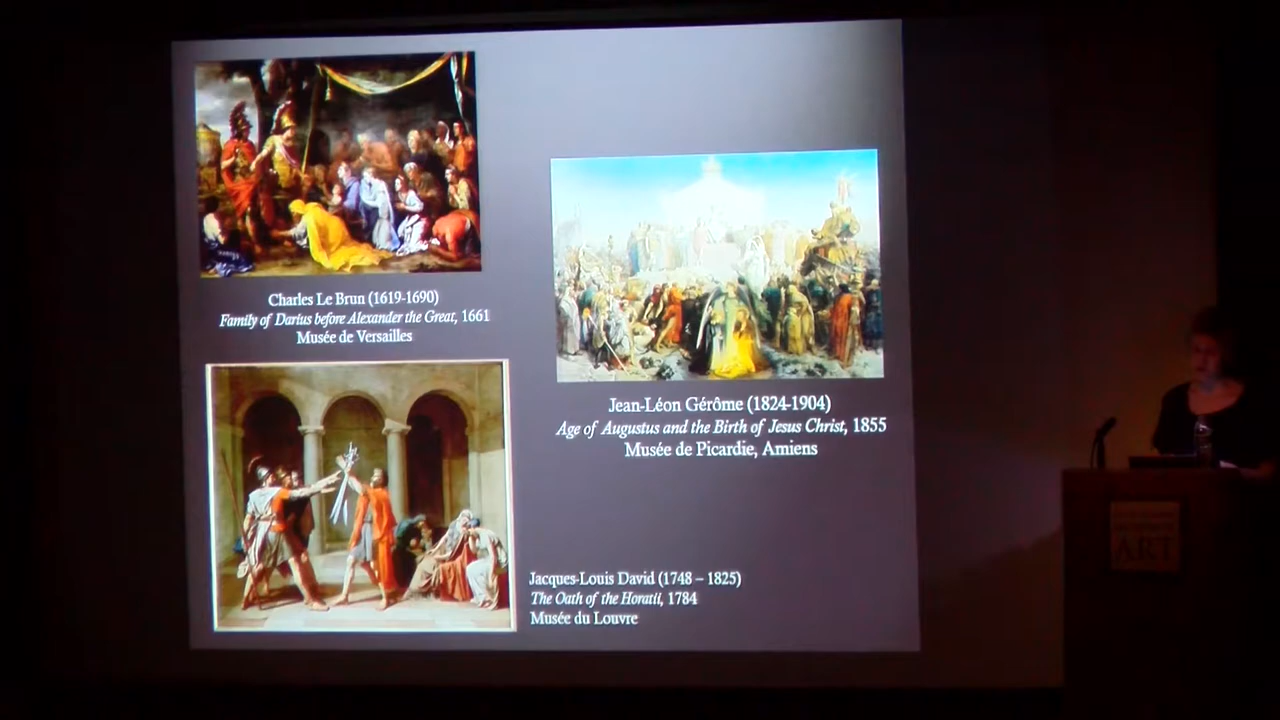 Charles Le Brun (1619-1690)
Family of Darius before Alexander the Great, 1661
Musée de Versailles
Jean-Léon Gérôme (1824-1904)
Age of Augustus and the Birth of Jesus Christ, 1855
Musée de Picardie, Amiens
Jacques-Louis David (1748 – 1825)
The Oath of the Horatii, 1784
Musée du Louvre
ART